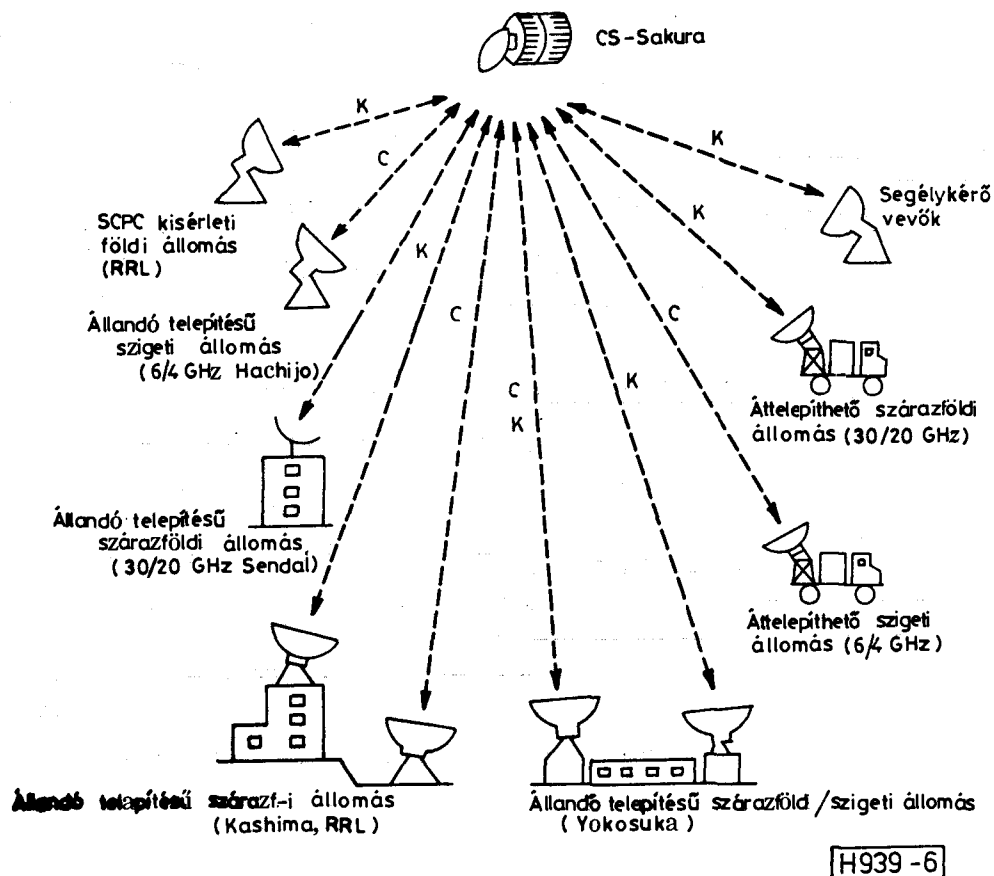 CS-Sakura
K
C
K
K
SCPC kisérleti
földi állomás
(RRL)
Segélykérő
vevők
K
C
C
Állandó telepítésű
szigeti állomás
(6/4 GHz Hachijo)
C
K
K
Áttelepíthető szárazföldi
állomás (30/20 GHz)
Állandó telepítésű
szárazföldi állomás
(30/20 GHz Sendai)
Áttelepíthető szigeti
állomás (6/4 GHz)
Állandó telapítésű szárazf-i állomás
(Kashima, RRL)
Állandó telepítésű szárazföld/szigeti állomás
(Yokosuka)
H939-6